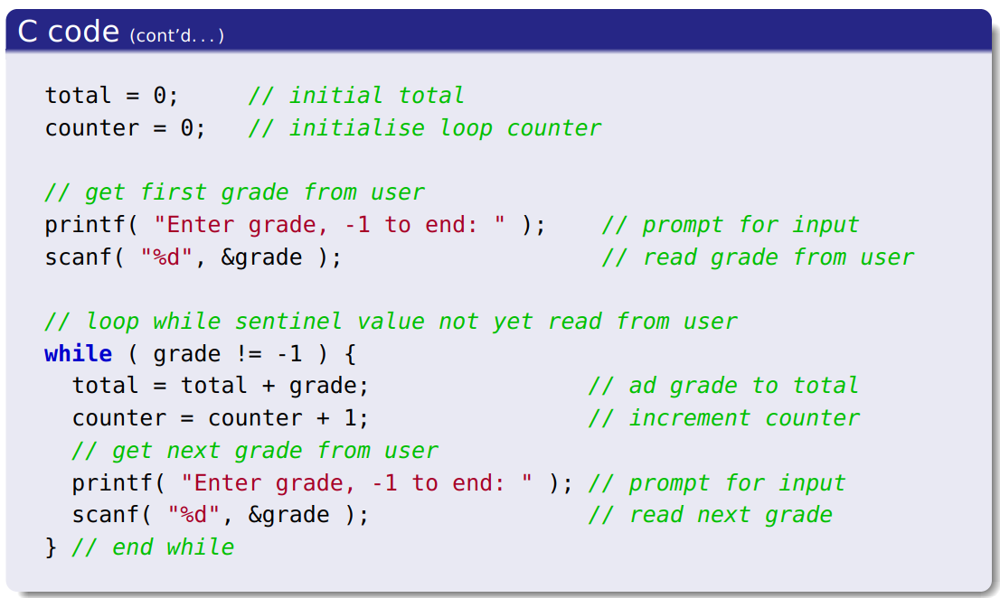 C code (cont'd...)
total = 0;     // initial total
counter = 0;   // initialise loop counter
// get first grade from user
printf( "Enter grade, -1 to end: " );    // prompt for input
scanf( "%d", &grade );                   // read grade from user
// loop while sentinel value not yet read from user
while ( grade != -1 ) {
  total = total + grade;                // ad grade to total
  counter = counter + 1;                // increment counter
  // get next grade from user
  printf( "Enter grade, -1 to end: " ); // prompt for input
  scanf( "%d", &grade );                // read next grade
} // end while